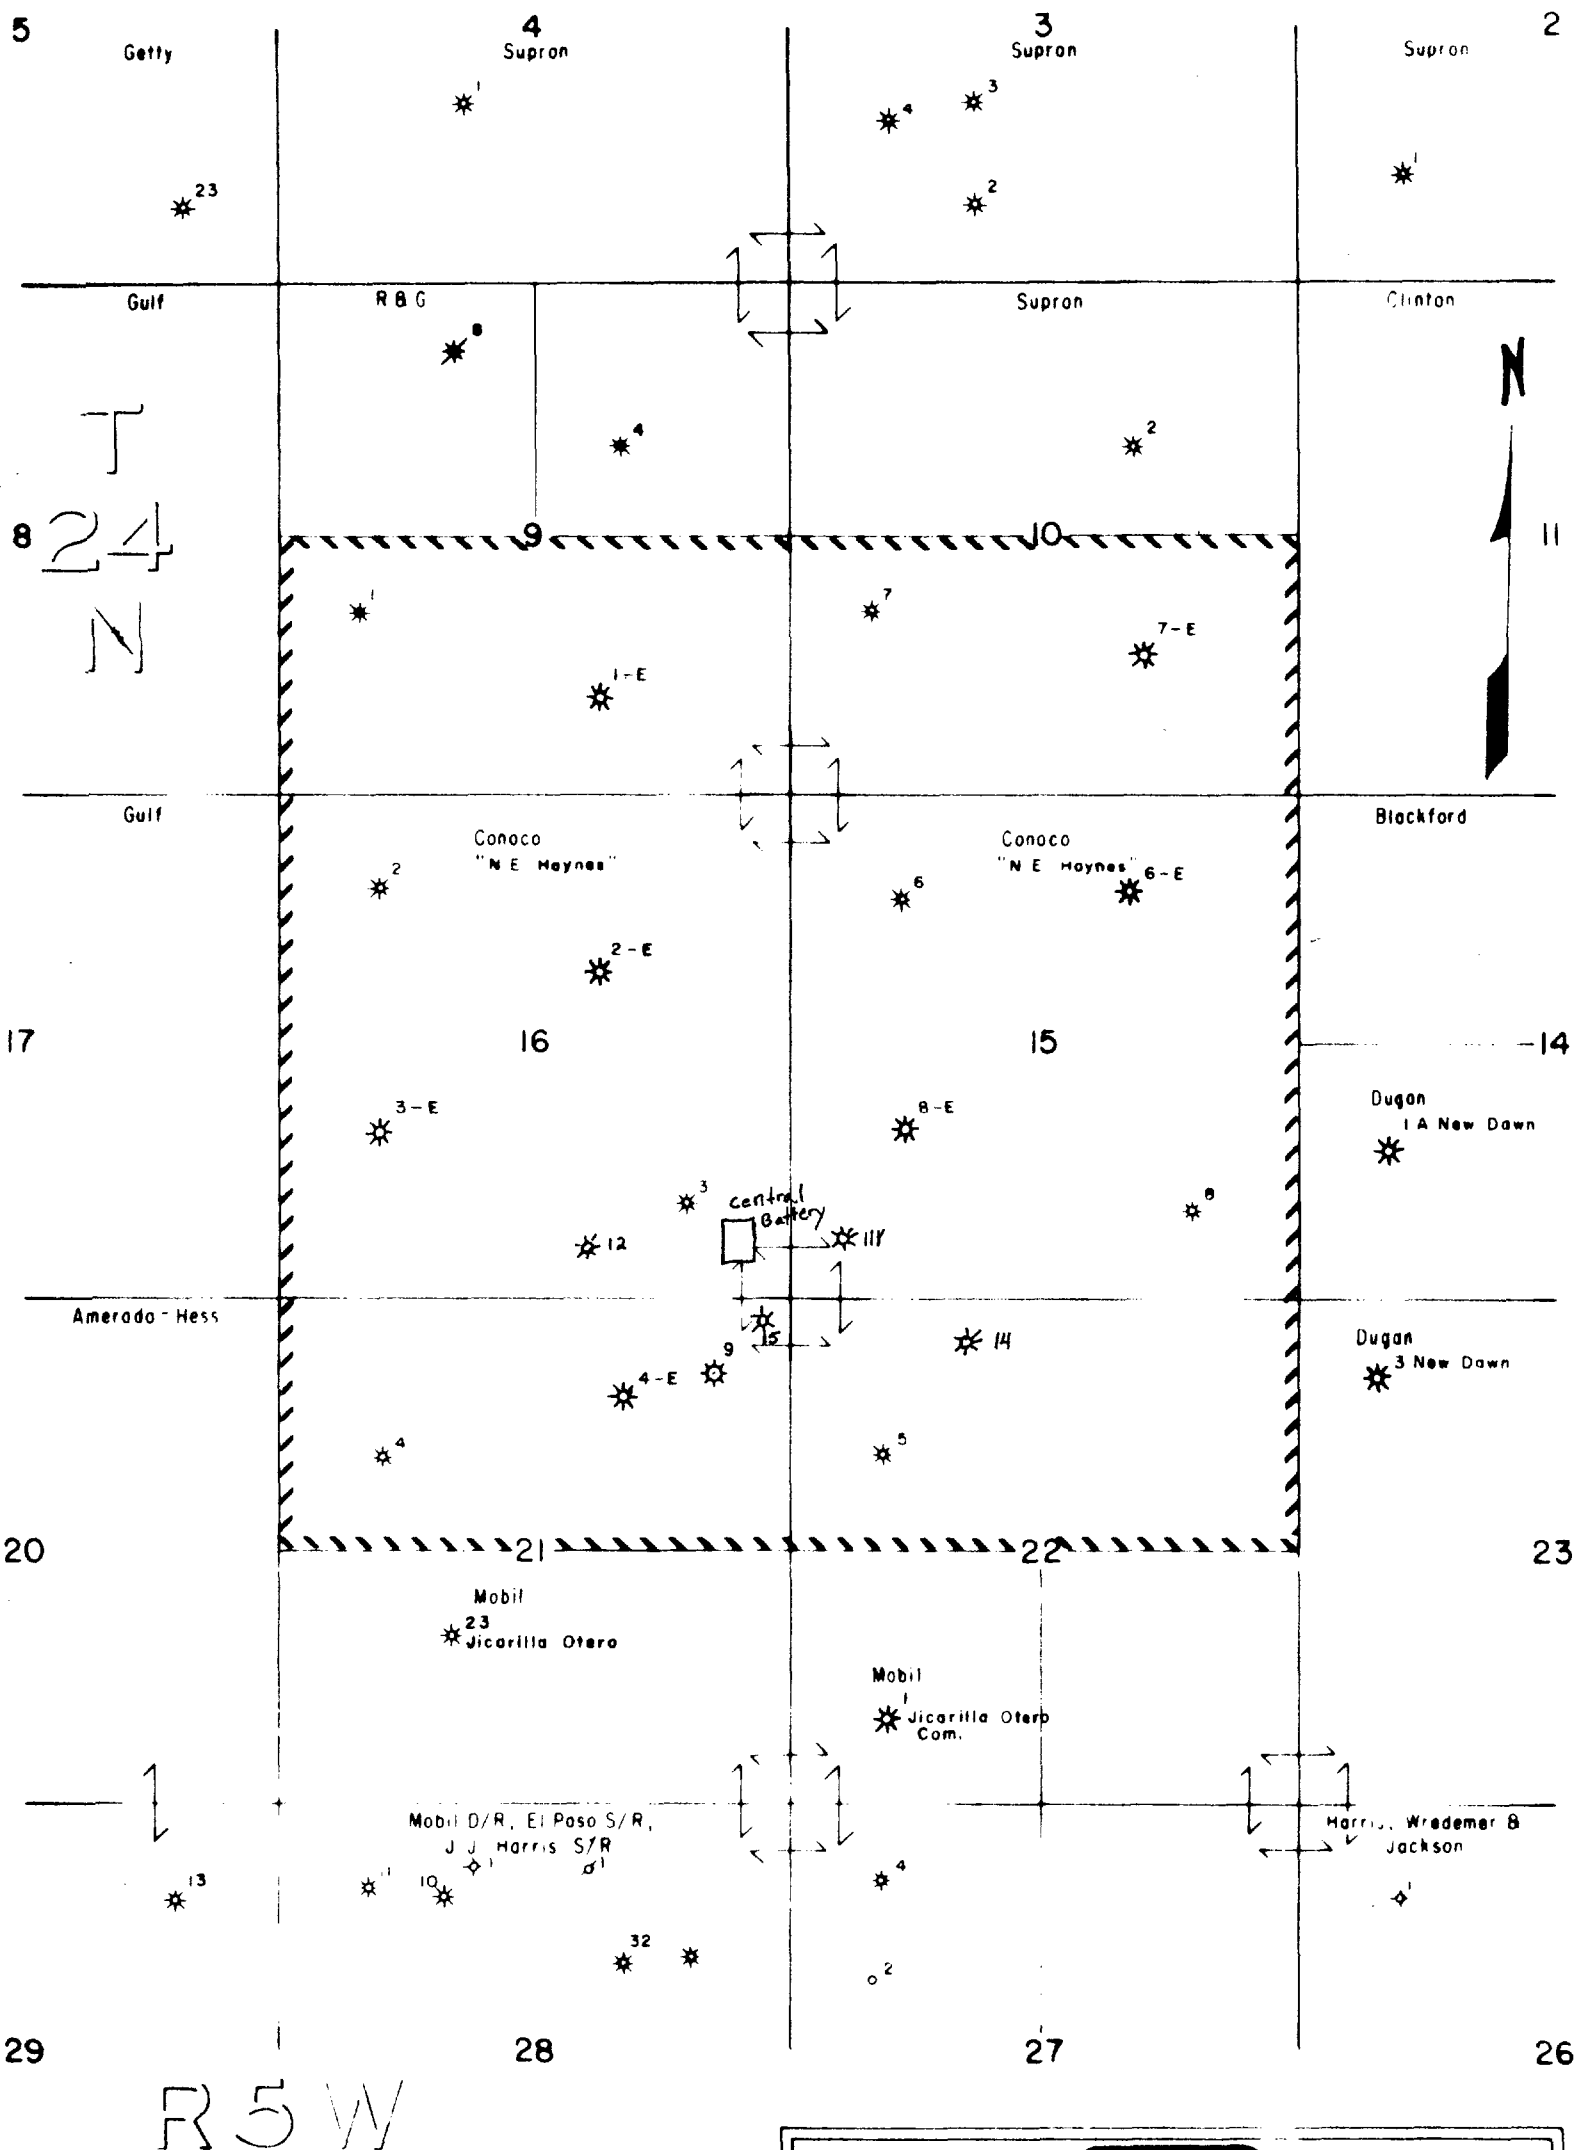 5 4 3 2
Getty Supron Supron Supron
1 3
4
1
23 2
Gulf R & G Supron Clinton
8
N
T
4 2
8 24 9 10 11
N
1 7
7-E
1-E
Gulf Blackford
Conoco Conoco
"N E Haynes" "N E Haynes"
2 6 6-E
2-E
17 16 15 14
3-E 8-E Dugan
1 A New Dawn
3 Central 8
Battery
12 11Y
Amerada-Hess
15 14 Dugan
9 3 New Dawn
4-E
4 5
20 21 22 23
Mobil
23
Jicarilla Otero
Mobil
1
Jicarilla Otero
Com.
Mobil D/R, El Paso S/R, Harris, Wredemer &
J J Harris S/R Jackson
1 1
13 11 10 4 1
32
2
29 28 27 26
R 5 W